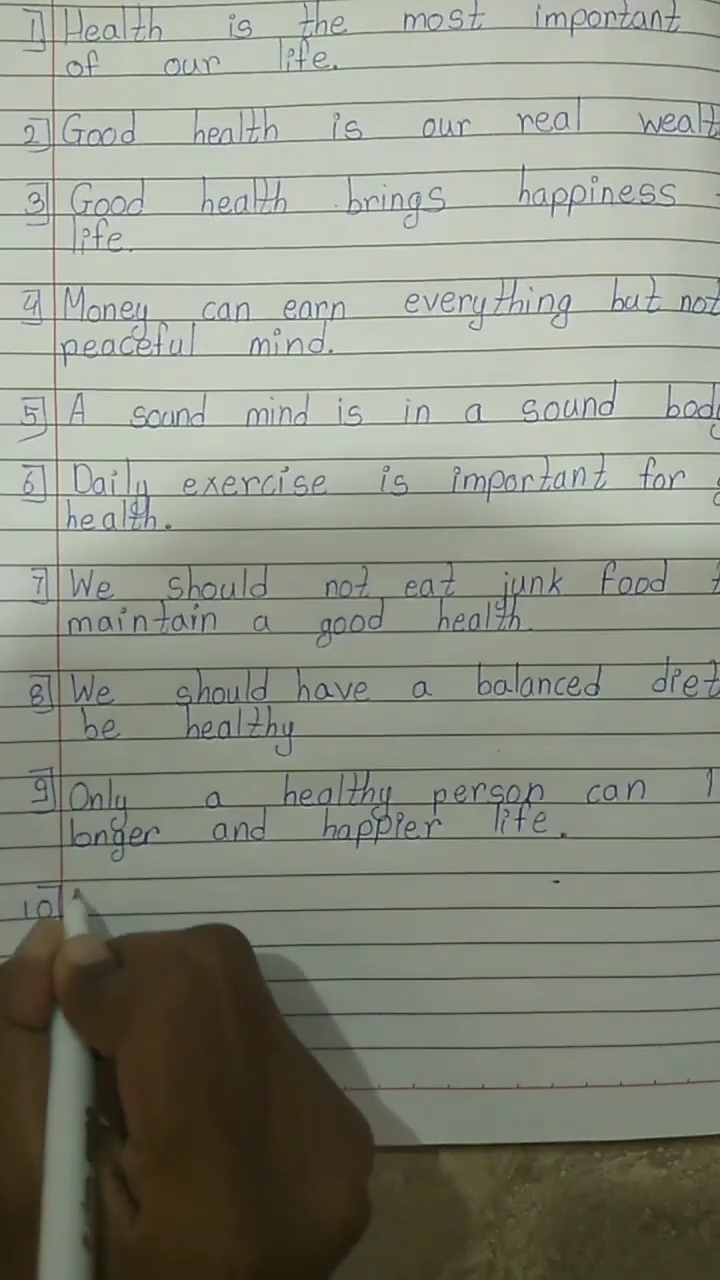 1] Health is the most important
of our life.
2] Good health is our real
3] Good health brings happiness
life.
4] Money can earn everything but not
peaceful mind.
5] A sound mind is in a sound
6] Daily exercise is important for
health.
7] We should not eat junk food
maintain a good health
8] We should have a balanced diet
be healthy
9] Only a healthy person can
longer and happier life.
10]